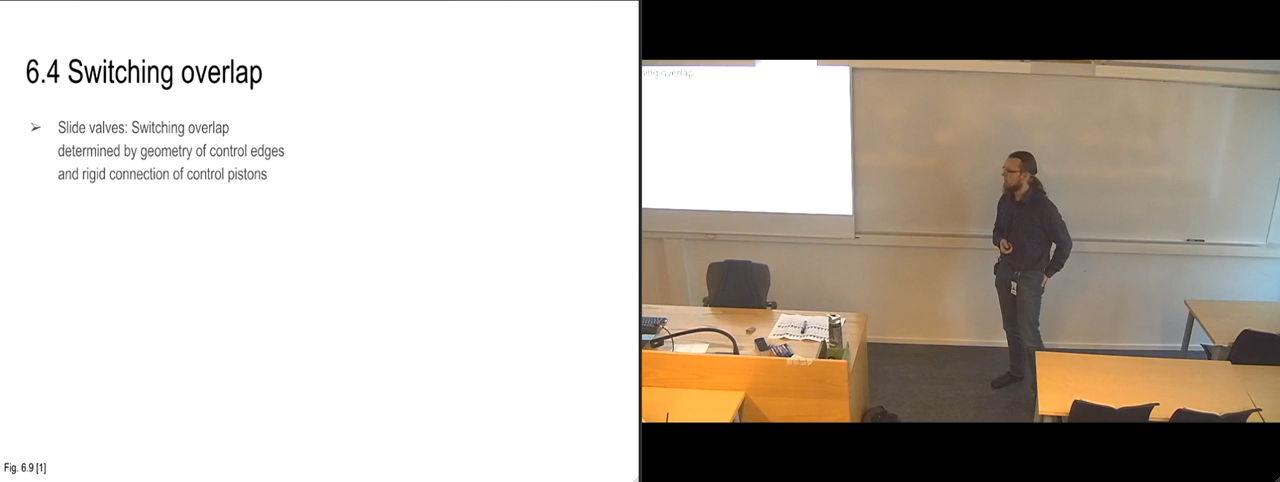 6.4 Switching overlap
➢ Slide valves: Switching overlap
determined by geometry of control edges
and rigid connection of control pistons
Fig. 6.9 [1]
overlap